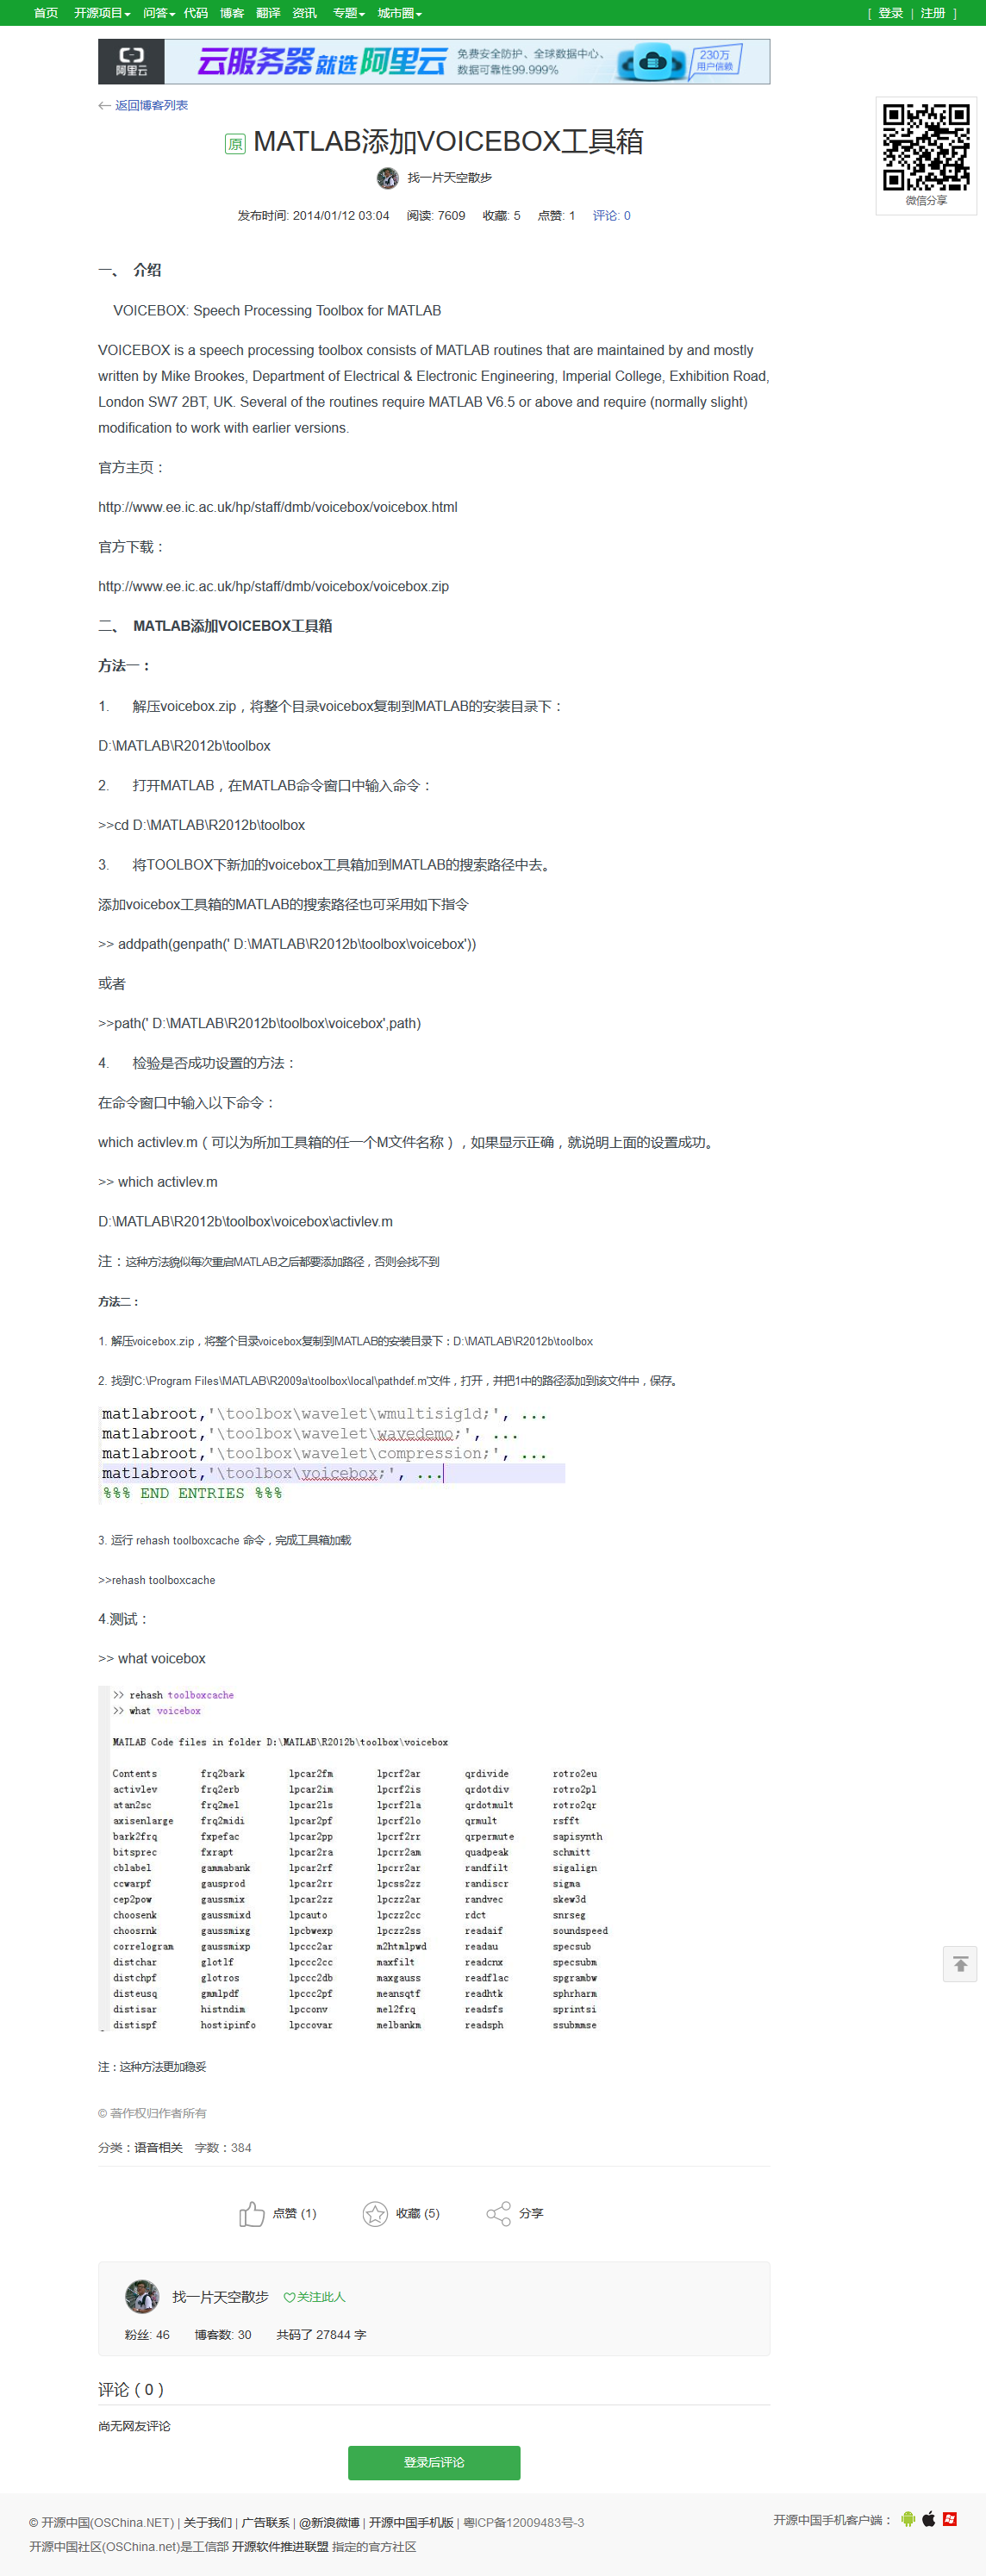 首页 开源项目 问答 代码 博客 翻译 资讯 专题 城市圈 [ 登录 | 注册 ]
阿里云 云服务器就选阿里云 免费安全防护、全球数据中心、 230万
数据可靠性99.999% 用户信赖
返回博客列表
原 MATLAB添加VOICEBOX工具箱
找一片天空散步
微信分享
发布时间: 2014/01/12 03:04 阅读: 7609 收藏: 5 点赞: 1 评论: 0
一、 介绍
VOICEBOX: Speech Processing Toolbox for MATLAB
VOICEBOX is a speech processing toolbox consists of MATLAB routines that are maintained by and mostly
written by Mike Brookes, Department of Electrical & Electronic Engineering, Imperial College, Exhibition Road,
London SW7 2BT, UK. Several of the routines require MATLAB V6.5 or above and require (normally slight)
modification to work with earlier versions.
官方主页：
http://www.ee.ic.ac.uk/hp/staff/dmb/voicebox/voicebox.html
官方下载：
http://www.ee.ic.ac.uk/hp/staff/dmb/voicebox/voicebox.zip
二、 MATLAB添加VOICEBOX工具箱
方法一：
1. 解压voicebox.zip，将整个目录voicebox复制到MATLAB的安装目录下：
D:\MATLAB\R2012b\toolbox
2. 打开MATLAB，在MATLAB命令窗口中输入命令：
>>cd D:\MATLAB\R2012b\toolbox
3. 将TOOLBOX下新加的voicebox工具箱加到MATLAB的搜索路径中去。
添加voicebox工具箱的MATLAB的搜索路径也可采用如下指令
>> addpath(genpath(' D:\MATLAB\R2012b\toolbox\voicebox'))
或者
>>path(' D:\MATLAB\R2012b\toolbox\voicebox',path)
4. 检验是否成功设置的方法：
在命令窗口中输入以下命令：
which activlev.m（可以为所加工具箱的任一个M文件名称），如果显示正确，就说明上面的设置成功。
>> which activlev.m
D:\MATLAB\R2012b\toolbox\voicebox\activlev.m
注：这种方法貌似每次重启MATLAB之后都要添加路径，否则会找不到
方法二：
1. 解压voicebox.zip，将整个目录voicebox复制到MATLAB的安装目录下：D:\MATLAB\R2012b\toolbox
2. 找到'C:\Program Files\MATLAB\R2009a\toolbox\local\pathdef.m'文件，打开，并把1中的路径添加到该文件中，保存。
matlabroot,'\toolbox\wavelet\wmultisig1d;', ...
matlabroot,'\toolbox\wavelet\wavedemo;', ...
matlabroot,'\toolbox\wavelet\compression;', ...
matlabroot,'\toolbox\voicebox;', ...
%%% END ENTRIES %%%
3. 运行 rehash toolboxcache 命令，完成工具箱加载
>>rehash toolboxcache
4.测试：
>> what voicebox
>> rehash toolboxcache
>> what voicebox
MATLAB Code files in folder D:\MATLAB\R2012b\toolbox\voicebox
Contents frq2bark lpcar2fm lpcrf2ar qrdivide rotro2eu
activlev frq2erb lpcar2im lpcrf2is qrdotdiv rotro2pl
atan2sc frq2mel lpcar2ls lpcrf2la qrdotmult rotro2qr
axisenlarge frq2midi lpcar2pf lpcrf2lo qrmult rsfft
bark2frq fxpefac lpcar2pp lpcrf2rr qrpermute sapisynth
bitsprec fxrapt lpcar2ra lpcrr2am quadpeak schmitt
cblabel gammabank lpcar2rf lpcrr2ar randfilt sigalign
ccwarpf gausprod lpcar2rr lpcss2zz randiscr sigma
cep2pow gaussmix lpcar2zz lpczz2ar randvec skew3d
choosenk gaussmixd lpcauto lpczz2cc rdct snrseg
choosrnk gaussmixg lpcbwexp lpczz2ss readaif soundspeed
correlogram gaussmixp lpccc2ar m2htmlpwd readau specsub
distchar glotlf lpccc2cc maxfilt readcnx specsubm
distchpf glotros lpccc2db maxgauss readflac spgrambw
disteusq gmmlpdf lpccc2pf meansqtf readhtk sphrharm
distisar histndim lpcconv mel2frq readsfs sprintsi
distispf hostipinfo lpccovar melbankm readsph ssubmmse
注：这种方法更加稳妥
© 著作权归作者所有
分类：语音相关 字数：384
点赞 (1) 收藏 (5) 分享
找一片天空散步 关注此人
粉丝: 46 博客数: 30 共码了 27844 字
评论 ( 0 )
尚无网友评论
登录后评论
© 开源中国(OSChina.NET) | 关于我们 | 广告联系 | @新浪微博 | 开源中国手机版 | 粤ICP备12009483号-3 开源中国手机客户端：
开源中国社区(OSChina.net)是工信部 开源软件推进联盟 指定的官方社区